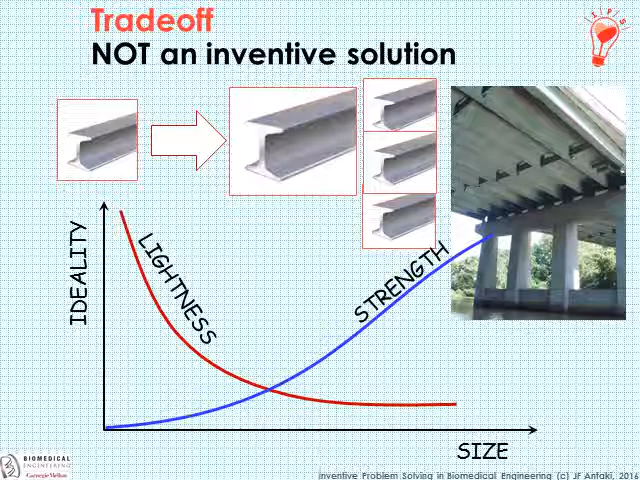 Tradeoff
NOT an inventive solution
IPS
IDEALITY
LIGHTNESS
STRENGTH
SIZE
BIOMEDICAL
ENGINEERING
Carnegie Mellon
Inventive Problem Solving in Biomedical Engineering (c) JF Antaki, 2016